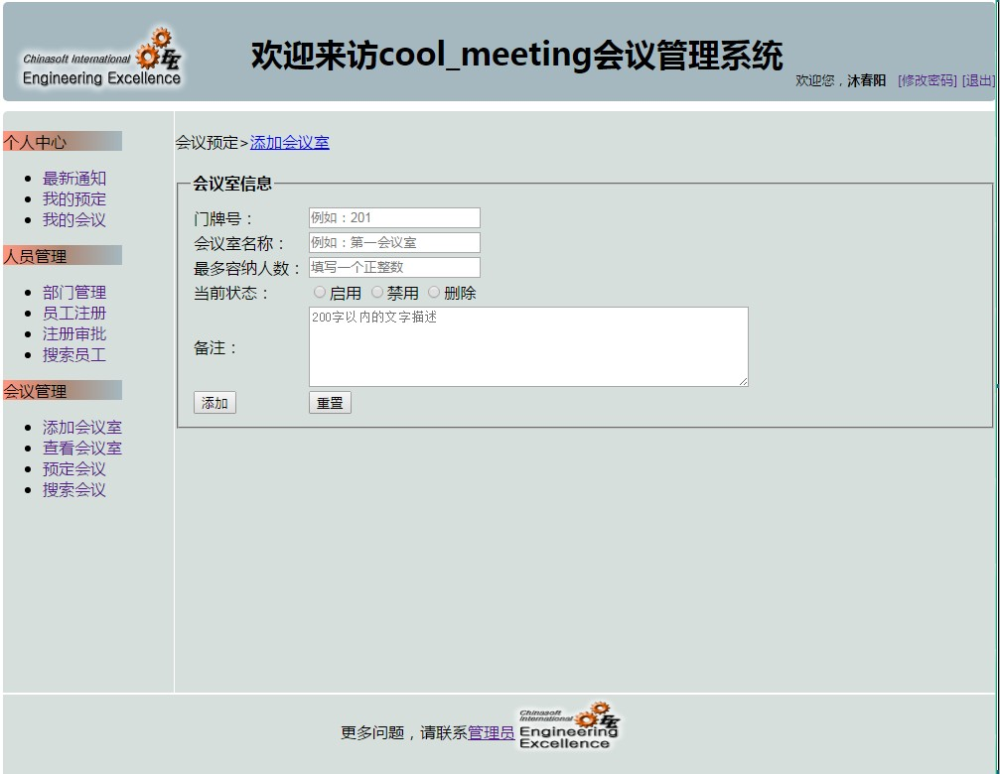 Chinasoft International
Engineering Excellence
欢迎来访cool_meeting会议管理系统
欢迎您，沐春阳 [修改密码] [退出]
个人中心
最新通知
我的预定
我的会议
人员管理
部门管理
员工注册
注册审批
搜索员工
会议管理
添加会议室
查看会议室
预定会议
搜索会议
会议预定>添加会议室
会议室信息
门牌号： 例如：201
会议室名称： 例如：第一会议室
最多容纳人数： 填写一个正整数
当前状态： 启用 禁用 删除
备注： 200字以内的文字描述
添加 重置
更多问题，请联系管理员
Chinasoft
International
Engineering
Excellence